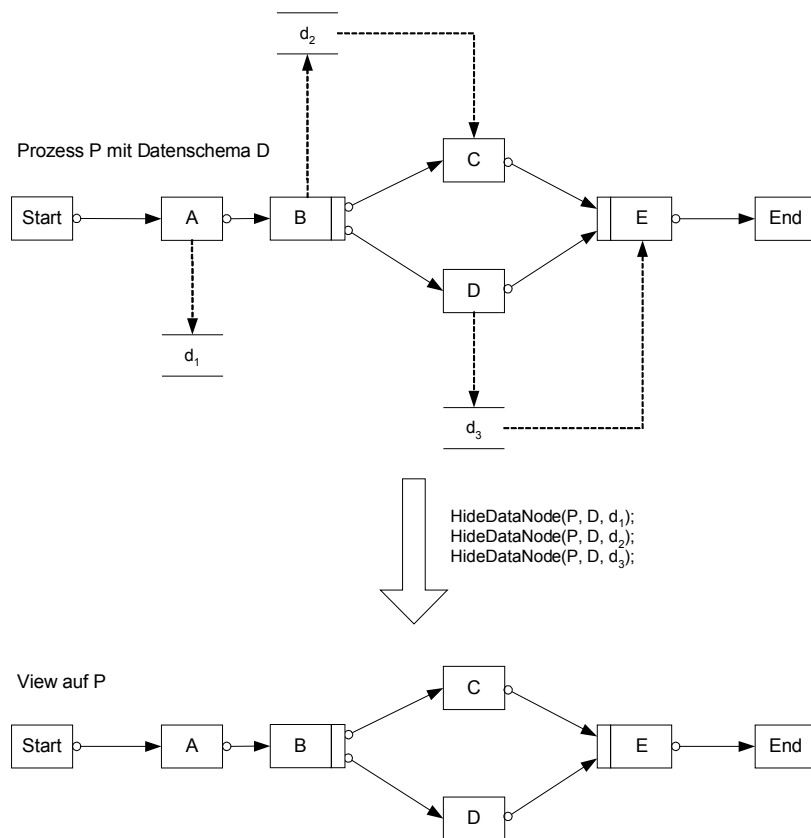 d₂
Prozess P mit Datenschema D
C
Start
A
B
E
End
D
d₁
d₃
HideDataNode(P, D, d₁);
HideDataNode(P, D, d₂);
HideDataNode(P, D, d₃);
View auf P
C
Start
A
B
E
End
D